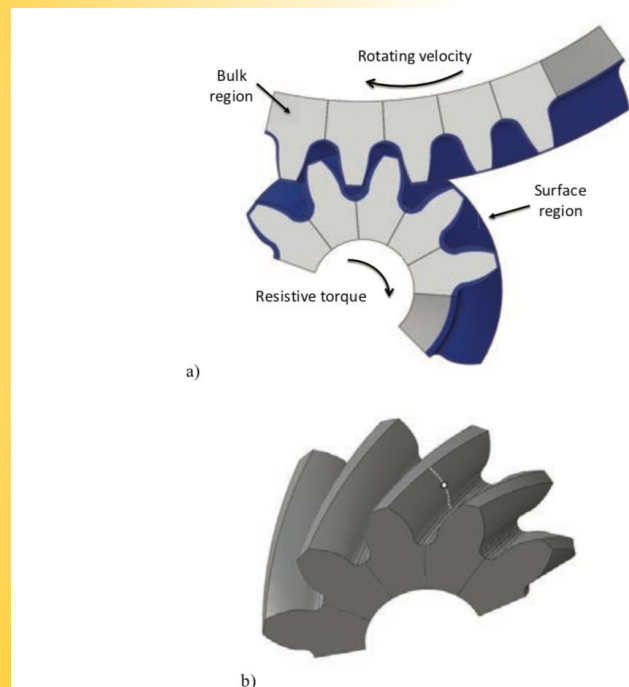 Rotating velocity
Bulk
region
Surface
region
Resistive torque
a)
b)